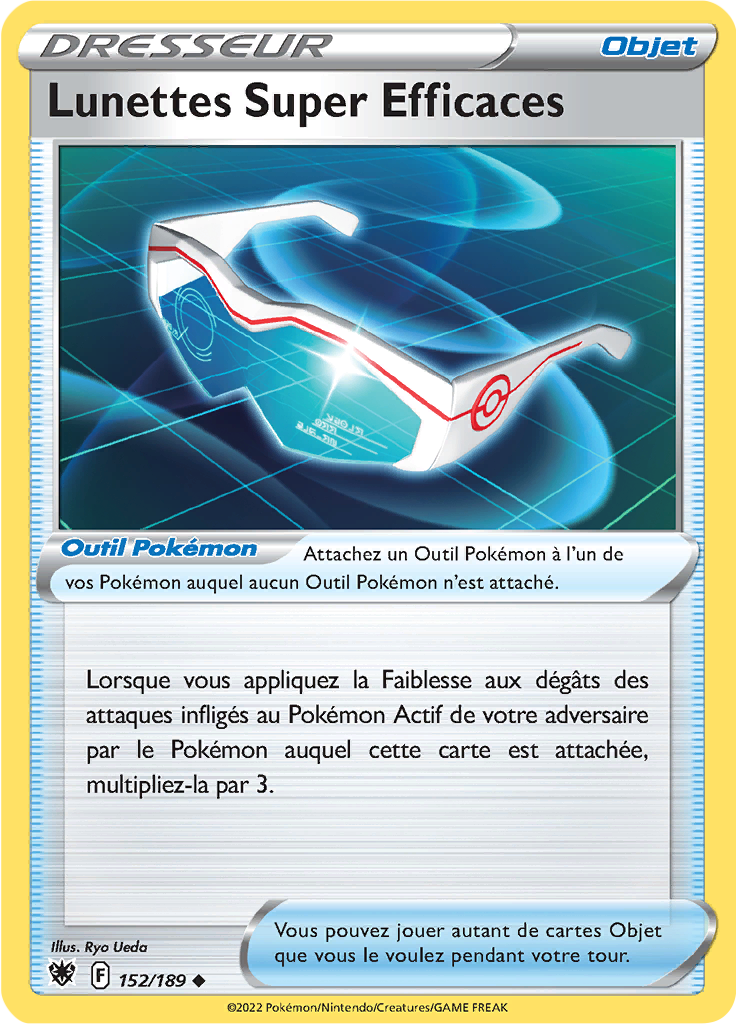 DRESSEUR
Objet
Lunettes Super Efficaces
Outil Pokémon
Attachez un Outil Pokémon à l'un de
vos Pokémon auquel aucun Outil Pokémon n'est attaché.
Lorsque vous appliquez la Faiblesse aux dégâts des
attaques infligés au Pokémon Actif de votre adversaire
par le Pokémon auquel cette carte est attachée,
multipliez-la par 3.
Vous pouvez jouer autant de cartes Objet
que vous le voulez pendant votre tour.
Illus. Ryo Ueda
F 152/189
©2022 Pokémon/Nintendo/Creatures/GAME FREAK